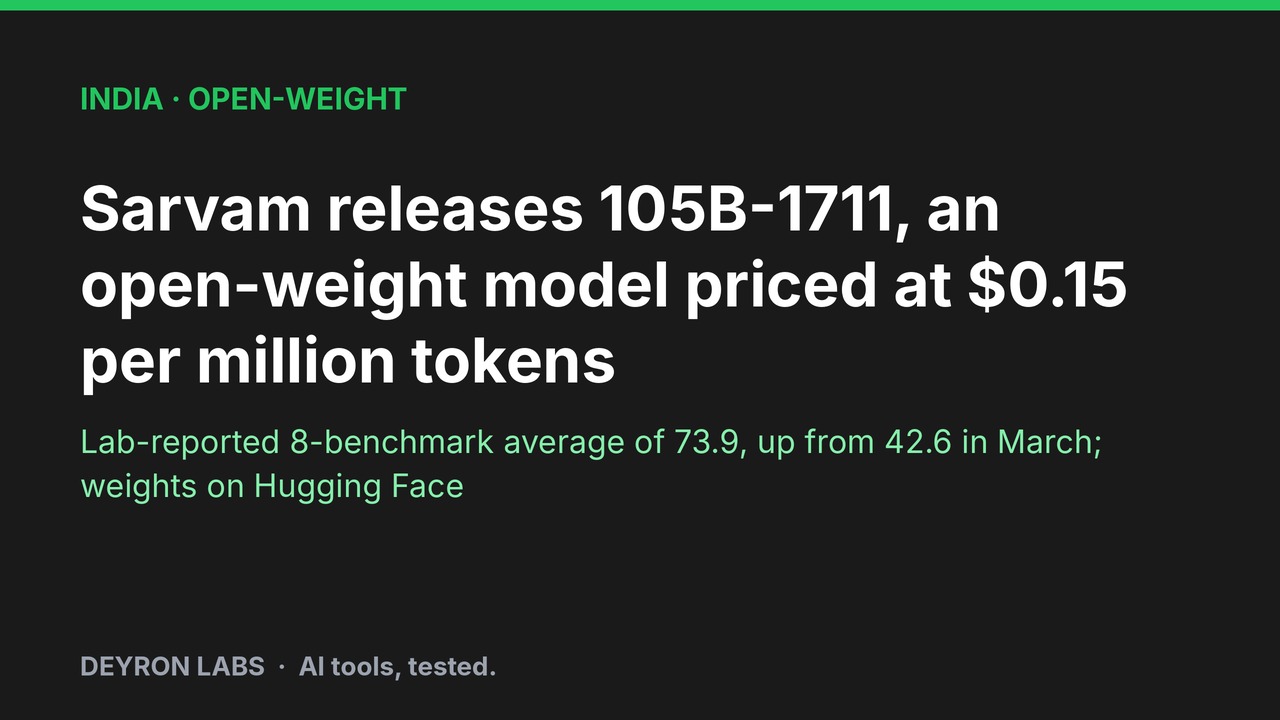 INDIA · OPEN-WEIGHT
Sarvam releases 105B-1711, an
open-weight model priced at $0.15
per million tokens
Lab-reported 8-benchmark average of 73.9, up from 42.6 in March;
weights on Hugging Face
DEYRON LABS · AI tools, tested.